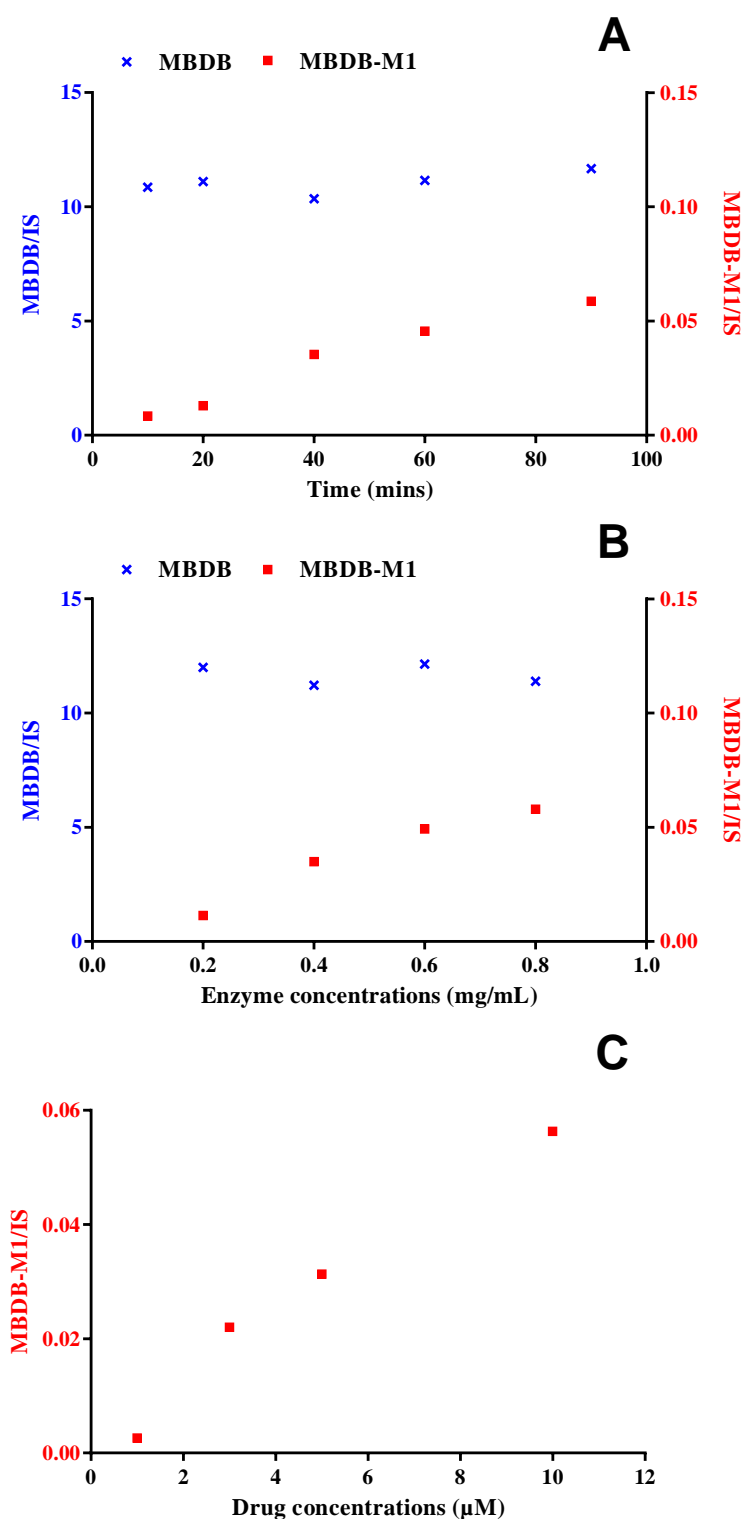 A
MBDB MBDB-M1
15 0.15
10 0.10
5 0.05
0 0.00
MBDB/IS
MBDB-M1/IS
0 20 40 60 80 100
Time (mins)
B
MBDB MBDB-M1
15 0.15
10 0.10
5 0.05
0 0.00
MBDB/IS
MBDB-M1/IS
0.0 0.2 0.4 0.6 0.8 1.0
Enzyme concentrations (mg/mL)
C
0.06
0.04
0.02
0.00
MBDB-M1/IS
0 2 4 6 8 10 12
Drug concentrations (μM)